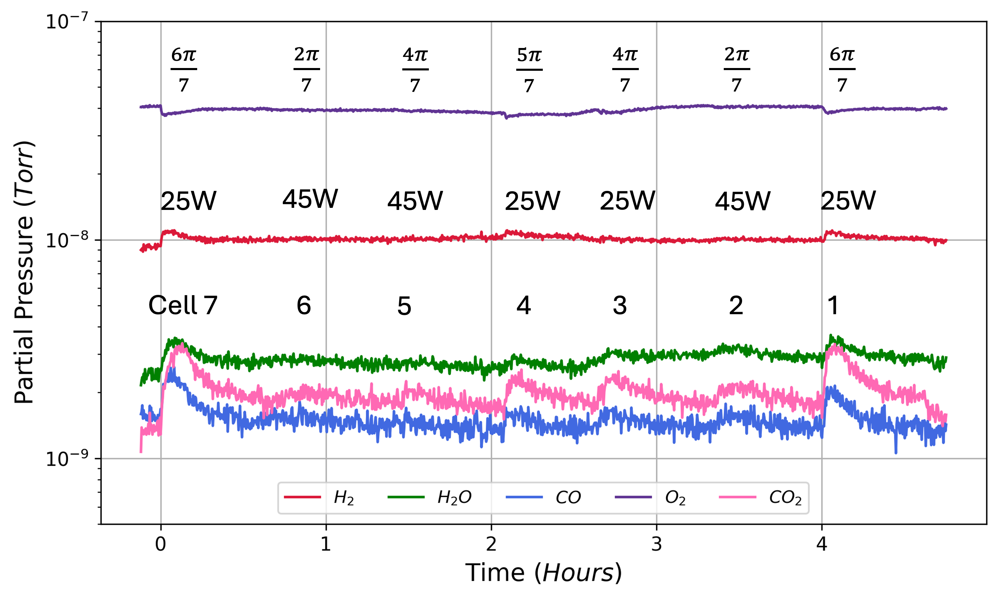 10⁻⁷
6π/7 2π/7 4π/7 5π/7 4π/7 2π/7 6π/7
25W 45W 45W 25W 25W 45W 25W
10⁻⁸
Cell 7 6 5 4 3 2 1
10⁻⁹
Partial Pressure (Torr)
H₂ H₂O CO O₂ CO₂
0 1 2 3 4
Time (Hours)